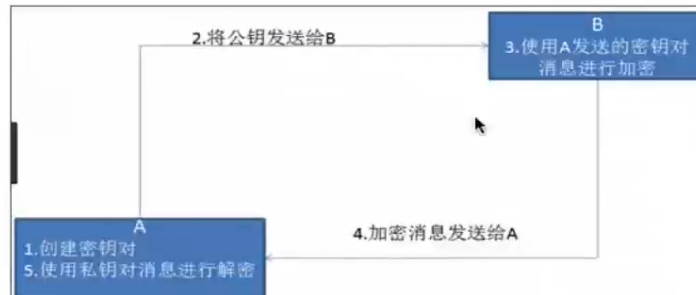 2.将公钥发送给B
B
3.使用A发送的密钥对
消息进行加密
A
1.创建密钥对
5.使用私钥对消息进行解密
4.加密消息发送给A